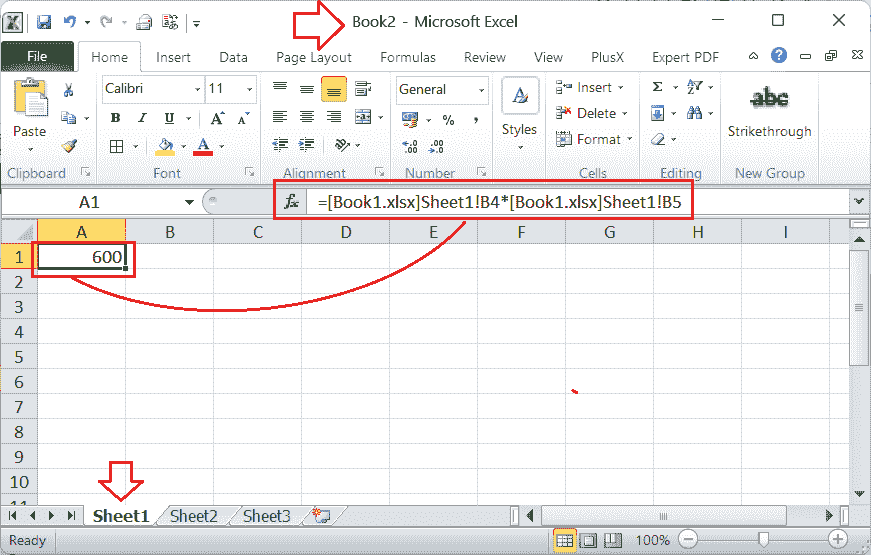 Book2 - Microsoft Excel
File Home Insert Data Page Layout Formulas Review View PlusX Expert PDF
Calibri 11 General Insert Σ abc
Paste B I U A A % , Styles Delete Strikethrough
A .00 .0 Format
Clipboard Font Alignment Number Cells Editing New Group
A1 fx =[Book1.xlsx]Sheet1!B4*[Book1.xlsx]Sheet1!B5
A B C D E F G H I
1 600
2
3
4
5
6
7
8
9
10
11
Sheet1 Sheet2 Sheet3
Ready 100%